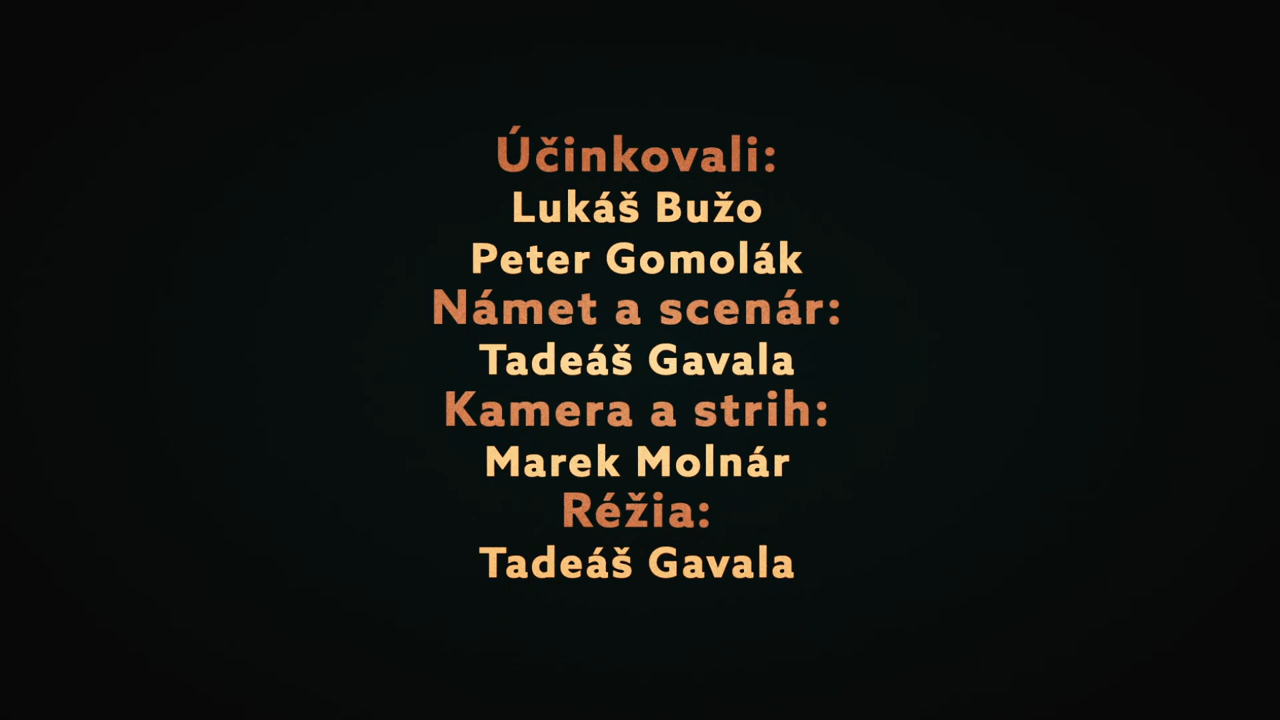 Účinkovali:
Lukáš Bužo
Peter Gomolák
Námet a scenár:
Tadeáš Gavala
Kamera a strih:
Marek Molnár
Réžia:
Tadeáš Gavala